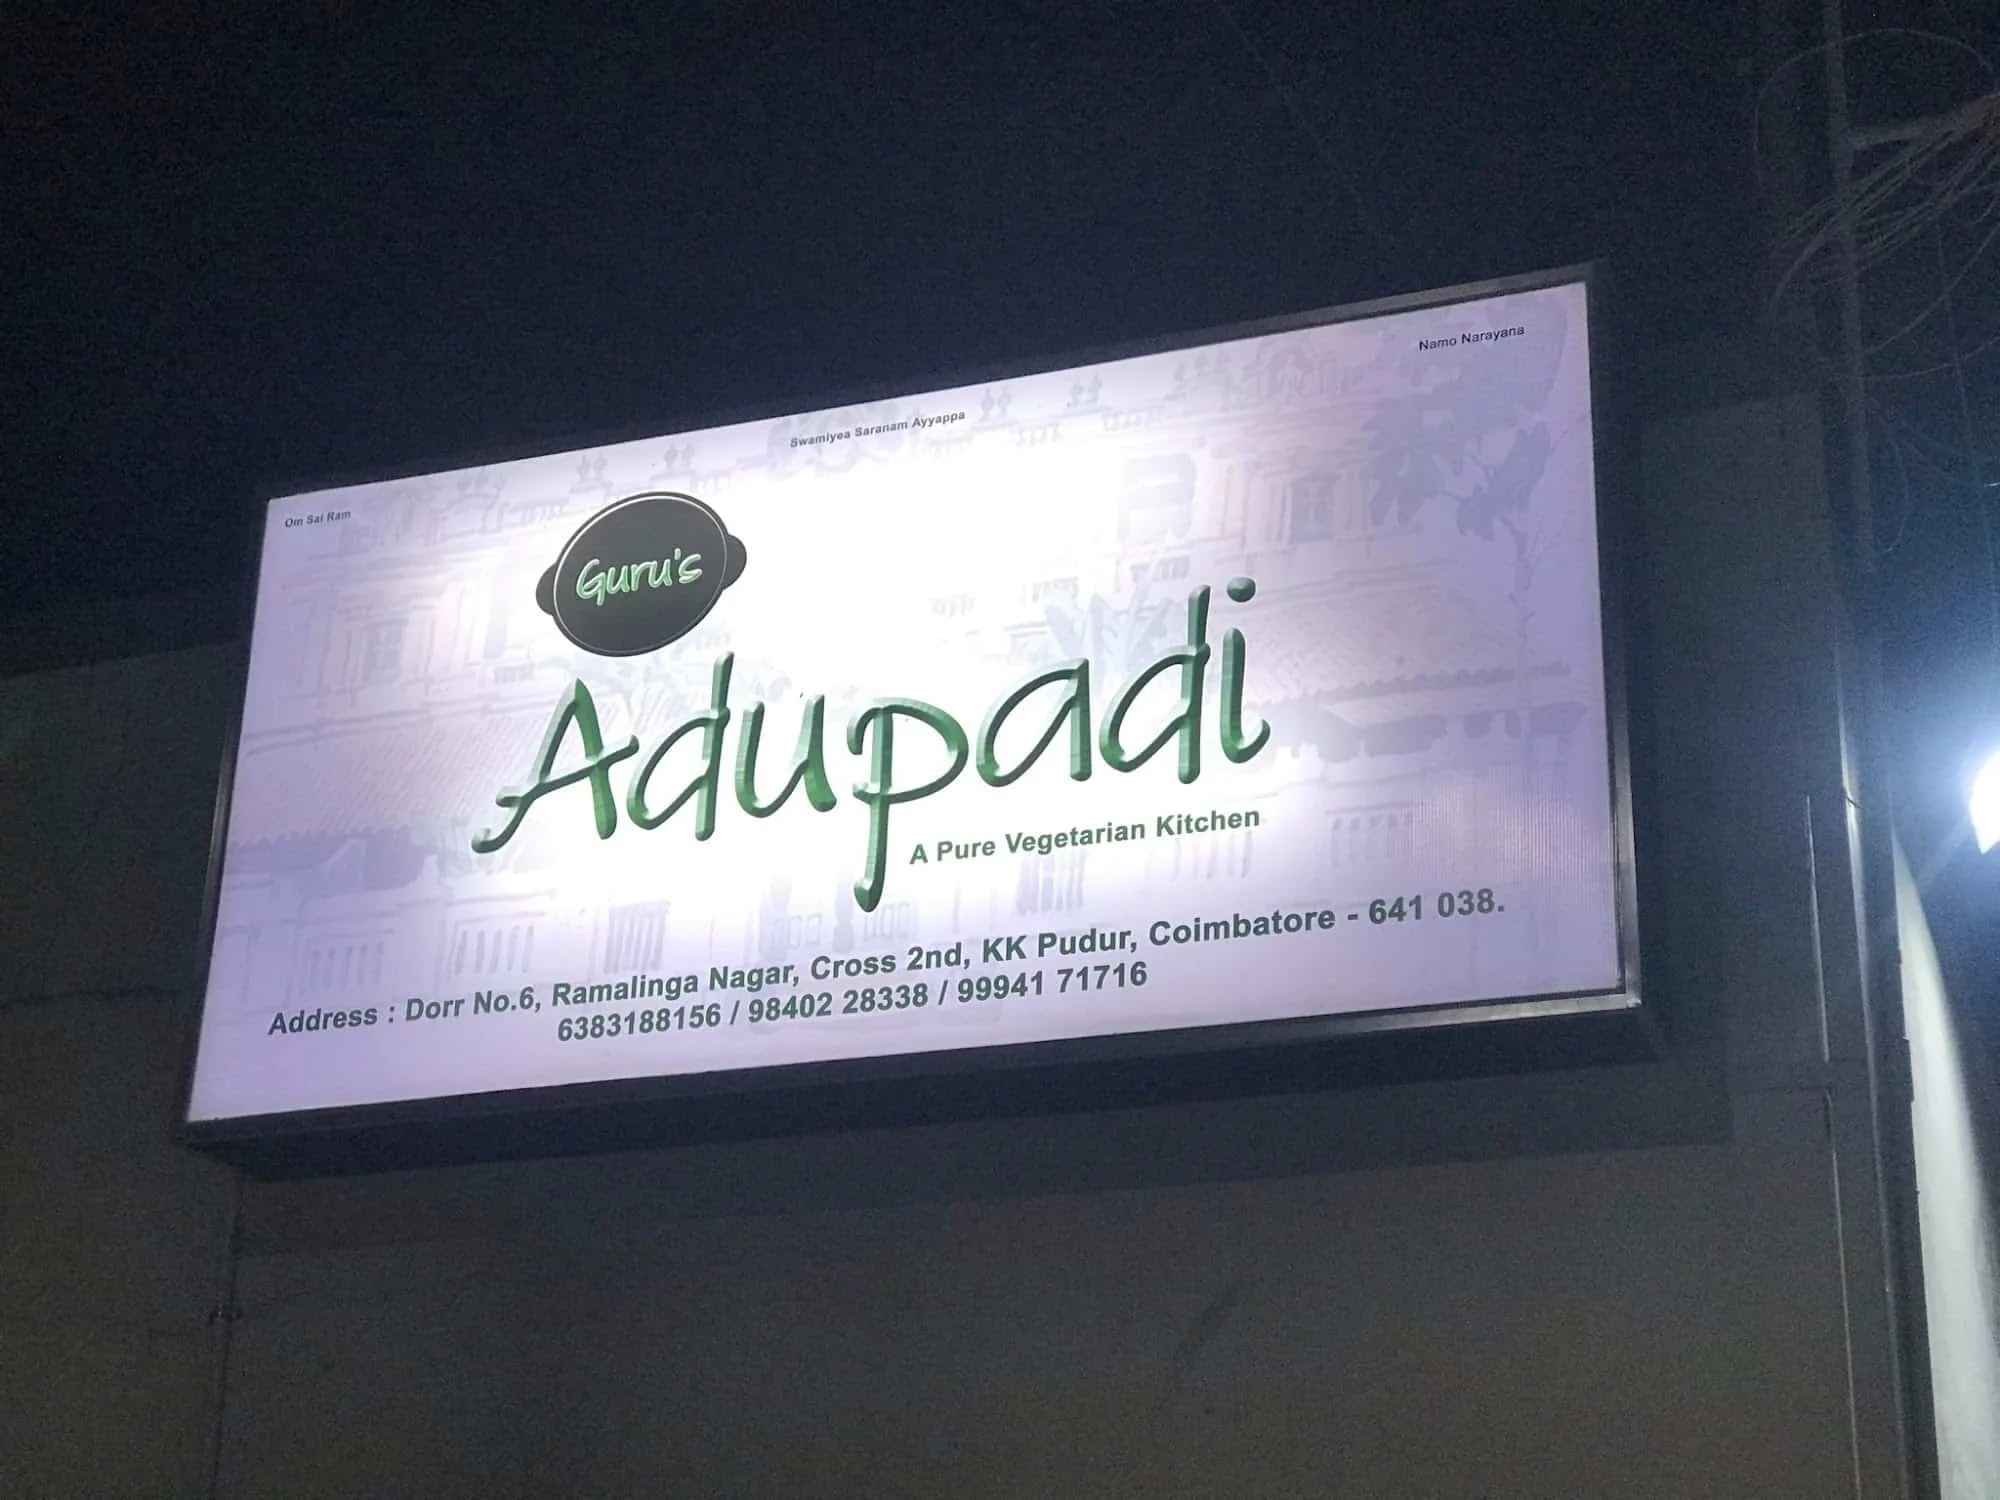 Om Sai Ram
Swamiyea Saranam Ayyappa
Namo Narayana
Guru's
Adupadi
A Pure Vegetarian Kitchen
Address : Dorr No.6, Ramalinga Nagar, Cross 2nd, KK Pudur, Coimbatore - 641 038.
6383188156 / 98402 28338 / 99941 71716